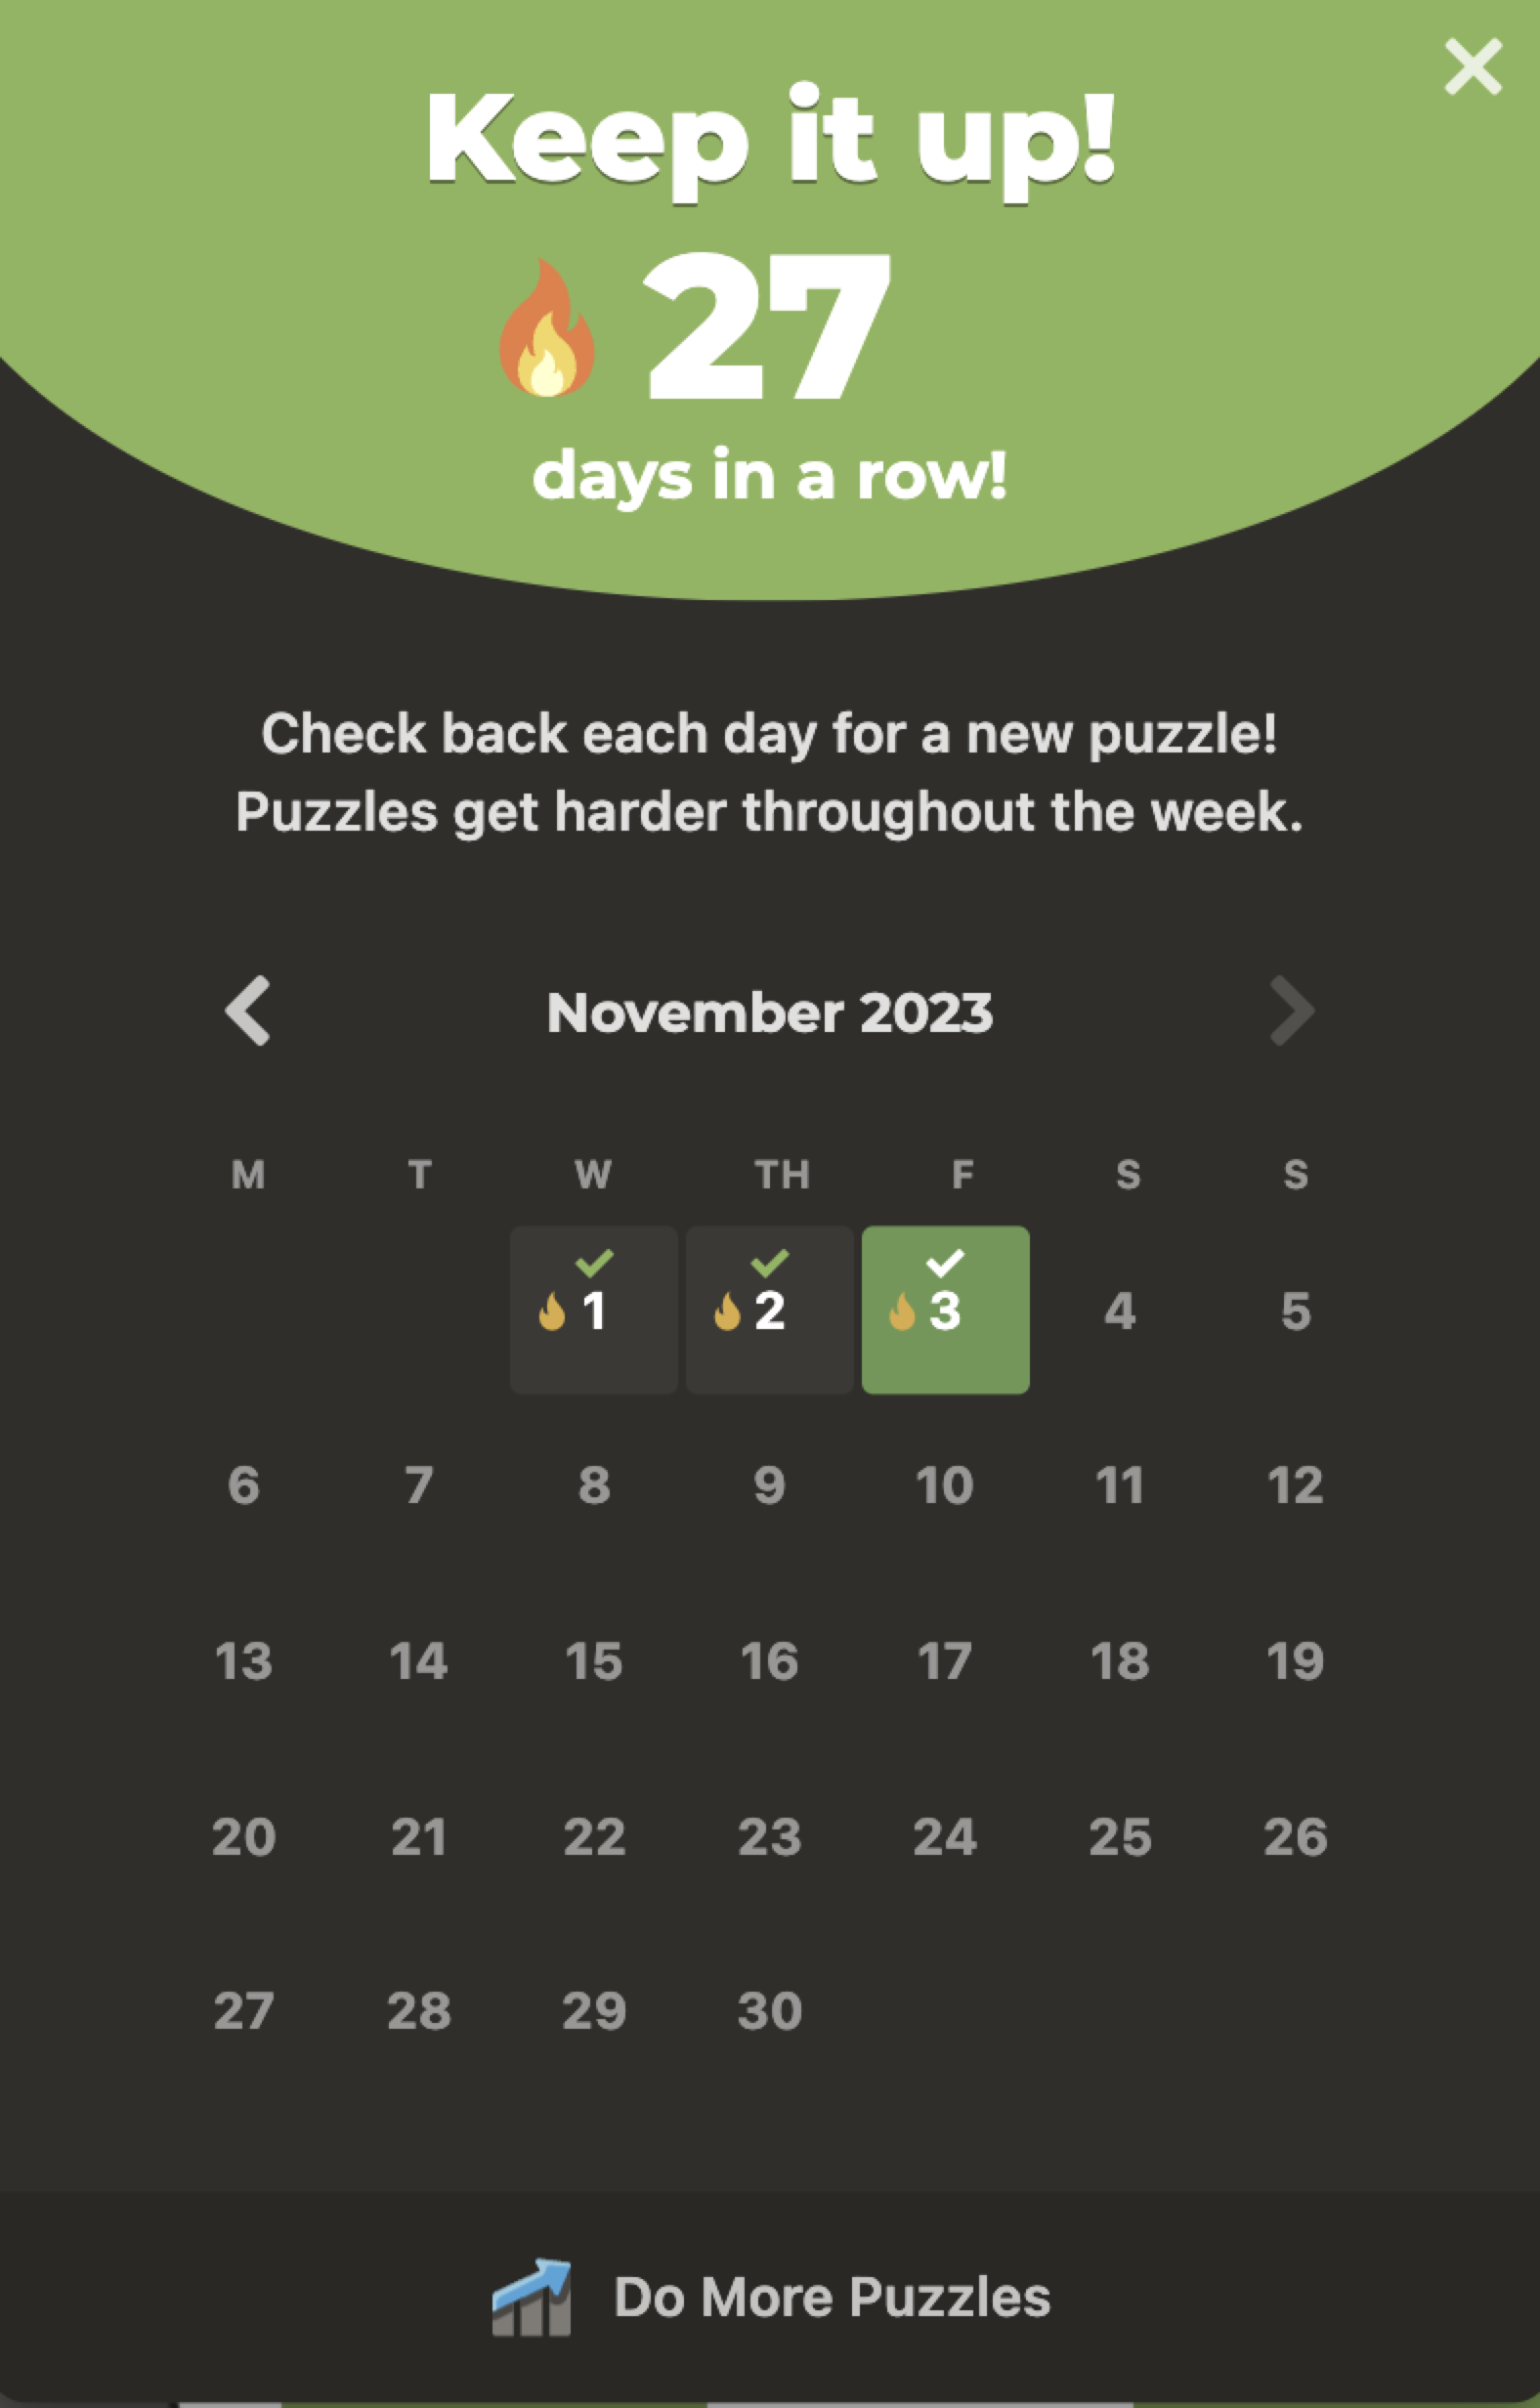 Keep it up!
27
days in a row!
Check back each day for a new puzzle!
Puzzles get harder throughout the week.
November 2023
M T W TH F S S
1 2 3 4 5
6 7 8 9 10 11 12
13 14 15 16 17 18 19
20 21 22 23 24 25 26
27 28 29 30
Do More Puzzles